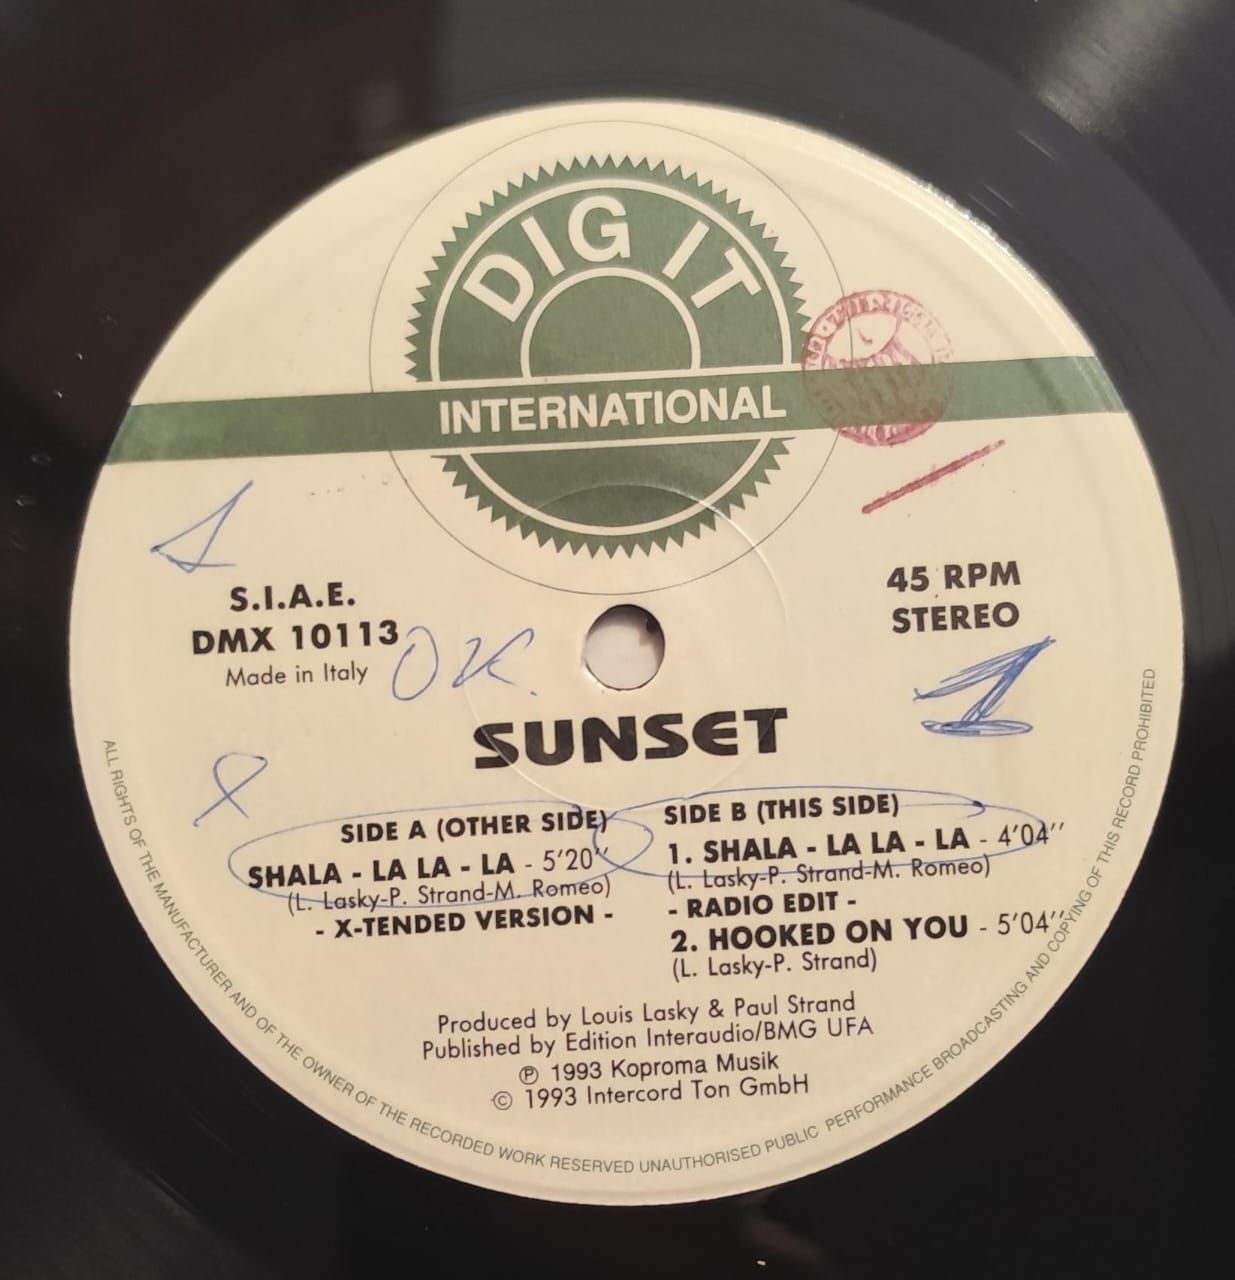 DIG IT
INTERNATIONAL
1
S.I.A.E.
DMX 10113
Made in Italy
OK.
45 RPM
STEREO
1
SUNSET
SIDE A (OTHER SIDE)
SHALA - LA LA - LA - 5'20''
(L. Lasky-P. Strand-M. Romeo)
- X-TENDED VERSION -
SIDE B (THIS SIDE)
1. SHALA - LA LA - LA - 4'04''
(L. Lasky-P. Strand-M. Romeo)
- RADIO EDIT -
2. HOOKED ON YOU - 5'04''
(L. Lasky-P. Strand)
Produced by Louis Lasky & Paul Strand
Published by Edition Interaudio/BMG UFA
℗ 1993 Koproma Musik
© 1993 Intercord Ton GmbH
ALL RIGHTS OF THE MANUFACTURER AND OF THE OWNER OF THE RECORDED WORK RESERVED UNAUTHORISED PUBLIC PERFORMANCE BROADCASTING AND COPYING OF THIS RECORD PROHIBITED